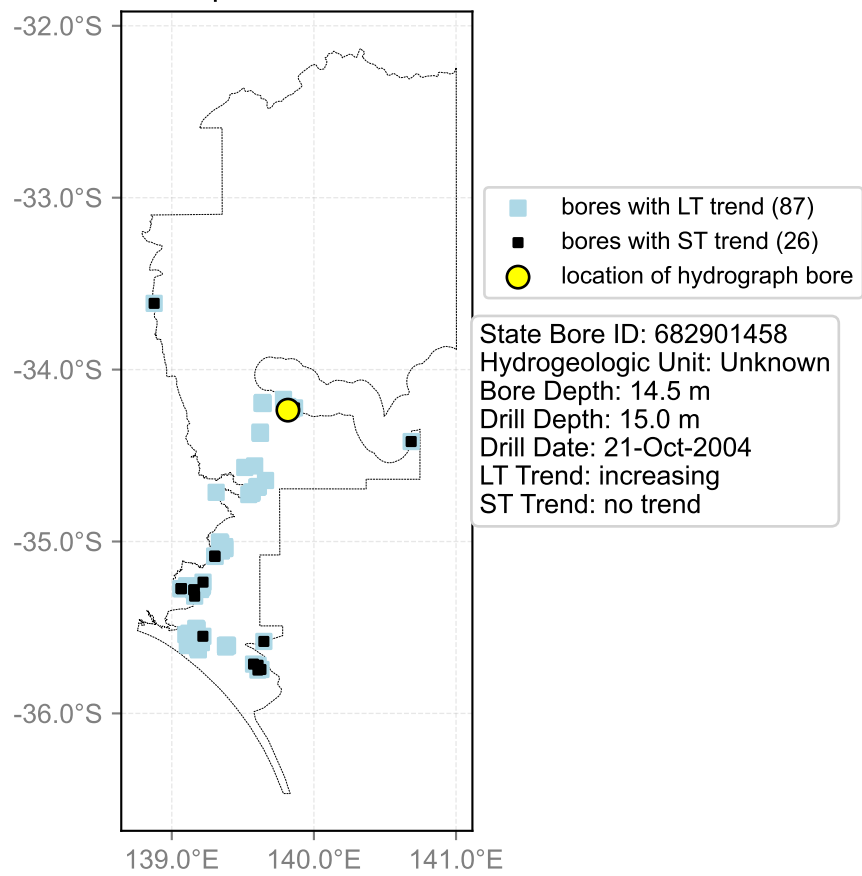 -32.0°S
-33.0°S
-34.0°S
-35.0°S
-36.0°S
139.0°E 140.0°E 141.0°E
bores with LT trend (87)
bores with ST trend (26)
location of hydrograph bore
State Bore ID: 682901458
Hydrogeologic Unit: Unknown
Bore Depth: 14.5 m
Drill Depth: 15.0 m
Drill Date: 21-Oct-2004
LT Trend: increasing
ST Trend: no trend